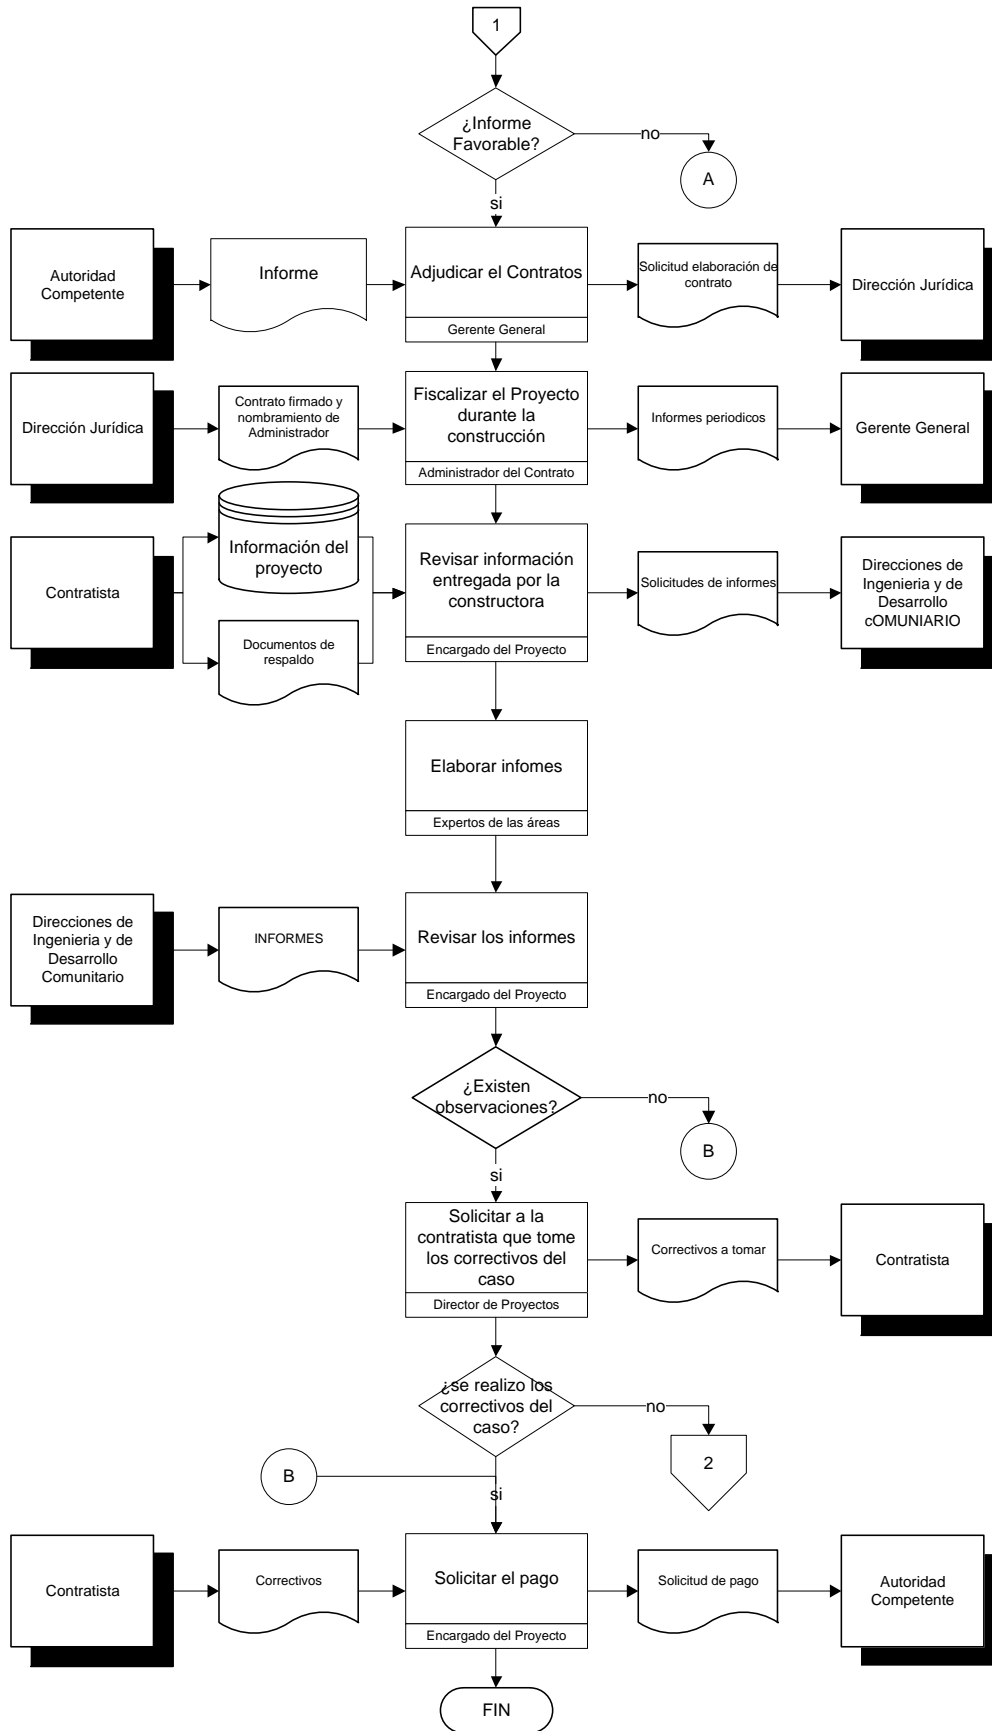 1
¿Informe
Favorable?
no
A
si
Autoridad
Competente
Informe
Adjudicar el Contratos
Gerente General
Solicitud elaboración de
contrato
Dirección Jurídica
Dirección Jurídica
Contrato firmado y
nombramiento de
Administrador
Fiscalizar el Proyecto
durante la
construcción
Administrador del Contrato
Informes periodicos
Gerente General
Contratista
Información del
proyecto
Documentos de
respaldo
Revisar información
entregada por la
constructora
Encargado del Proyecto
Solicitudes de informes
Direcciones de
Ingenieria y de
Desarrollo
cOMUNIARIO
Elaborar infomes
Expertos de las áreas
Direcciones de
Ingenieria y de
Desarrollo
Comunitario
INFORMES
Revisar los informes
Encargado del Proyecto
¿Existen
observaciones?
no
B
si
Solicitar a la
contratista que tome
los correctivos del
caso
Director de Proyectos
Correctivos a tomar
Contratista
¿se realizo los
correctivos del
caso?
no
2
B
si
Contratista
Correctivos
Solicitar el pago
Encargado del Proyecto
Solicitud de pago
Autoridad
Competente
FIN